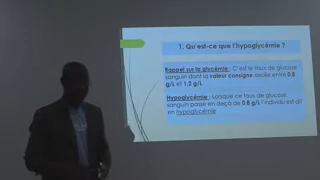 1. Qu'est-ce que l'hypoglycémie ?
Rappel sur la glycémie : C'est le taux de glucose
sanguin dont la valeur consigne oscille entre 0,8
g/L et 1,2 g/L
Hypoglycémie : Lorsque ce taux de glucose
sanguin passe en deçà de 0,8 g/L l'individu est dit
en hypoglycémie